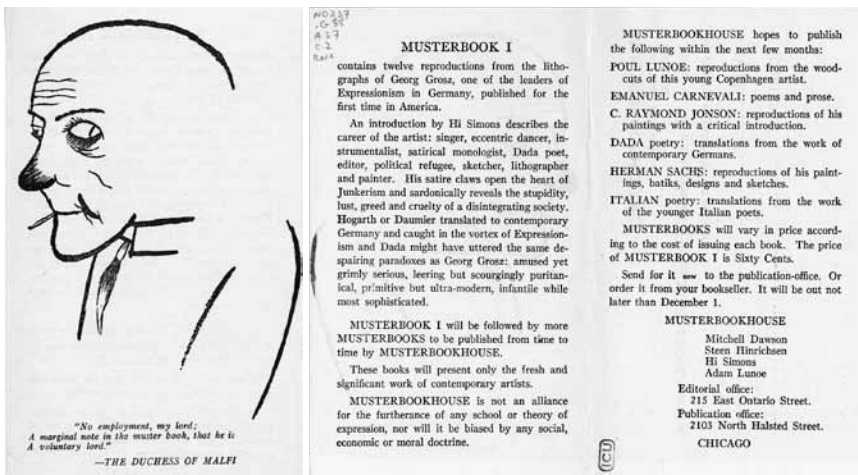 "No employment, my lord;
A marginal note in the muster book, that he is
A voluntary lord."
—THE DUCHESS OF MALFI
ND237
.G88
A37
c.2
Rare
MUSTERBOOK I
contains twelve reproductions from the litho-
graphs of Georg Grosz, one of the leaders of
Expressionism in Germany, published for the
first time in America.
An introduction by Hi Simons describes the
career of the artist: singer, eccentric dancer, in-
strumentalist, satirical monologist, Dada poet,
editor, political refugee, sketcher, lithographer
and painter. His satire claws open the heart of
Junkerism and sardonically reveals the stupidity,
lust, greed and cruelty of a disintegrating society.
Hogarth or Daumier translated to contemporary
Germany and caught in the vortex of Expression-
ism and Dada might have uttered the same de-
spairing paradoxes as Georg Grosz: amused yet
grimly serious, leering but scourgingly puritan-
ical, primitive but ultra-modern, infantile while
most sophisticated.
MUSTERBOOK I will be followed by more
MUSTERBOOKS to be published from time to
time by MUSTERBOOKHOUSE.
These books will present only the fresh and
significant work of contemporary artists.
MUSTERBOOKHOUSE is not an alliance
for the furtherance of any school or theory of
expression, nor will it be biased by any social,
economic or moral doctrine.
MUSTERBOOKHOUSE hopes to publish
the following within the next few months:
POUL LUNOE: reproductions from the wood-
cuts of this young Copenhagen artist.
EMANUEL CARNEVALI: poems and prose.
C. RAYMOND JONSON: reproductions of his
paintings with a critical introduction.
DADA poetry: translations from the work of
contemporary Germans.
HERMAN SACHS: reproductions of his paint-
ings, batiks, designs and sketches.
ITALIAN poetry: translations from the work
of the younger Italian poets.
MUSTERBOOKS will vary in price accord-
ing to the cost of issuing each book. The price
of MUSTERBOOK I is Sixty Cents.
Send for it now to the publication-office. Or
order it from your bookseller. It will be out not
later than December 1.
MUSTERBOOKHOUSE
Mitchell Dawson
Steen Hinrichsen
Hi Simons
Adam Lunoe
Editorial office:
215 East Ontario Street.
Publication office:
2103 North Halsted Street.
CHICAGO
ICU